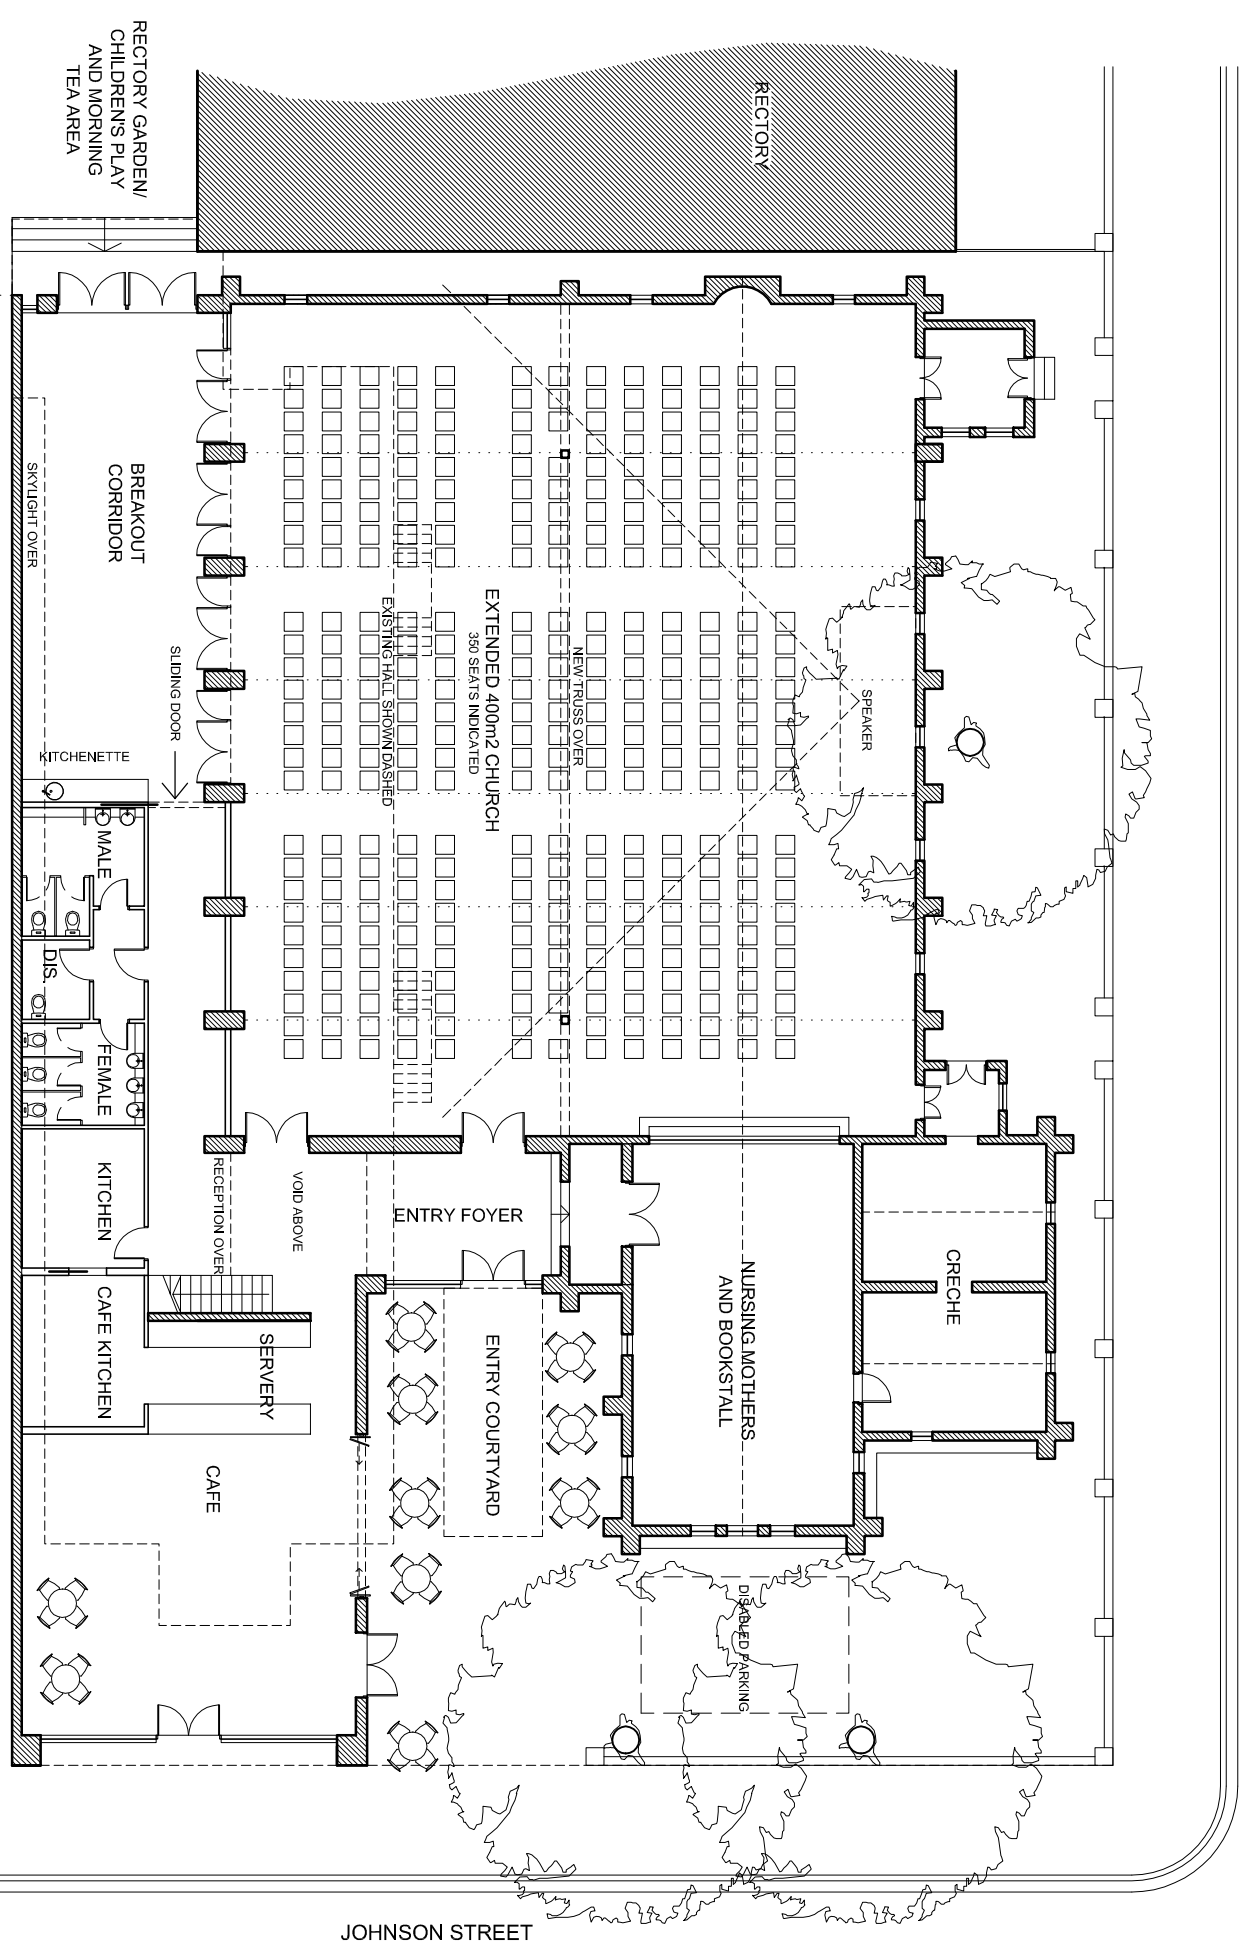 RECTORY GARDEN/
CHILDREN'S PLAY
AND MORNING
TEA AREA
RECTORY
BREAKOUT
CORRIDOR
SKYLIGHT OVER
SLIDING DOOR
KITCHENETTE
EXTENDED 400m2 CHURCH
350 SEATS INDICATED
EXISTING HALL SHOWN DASHED
NEW TRUSS OVER
SPEAKER
MALE
DIS.
FEMALE
KITCHEN
RECEPTION OVER
VOID ABOVE
ENTRY FOYER
CAFE KITCHEN
SERVERY
CAFE
ENTRY COURTYARD
NURSING MOTHERS
AND BOOKSTALL
CRECHE
DISABLED PARKING
JOHNSON STREET